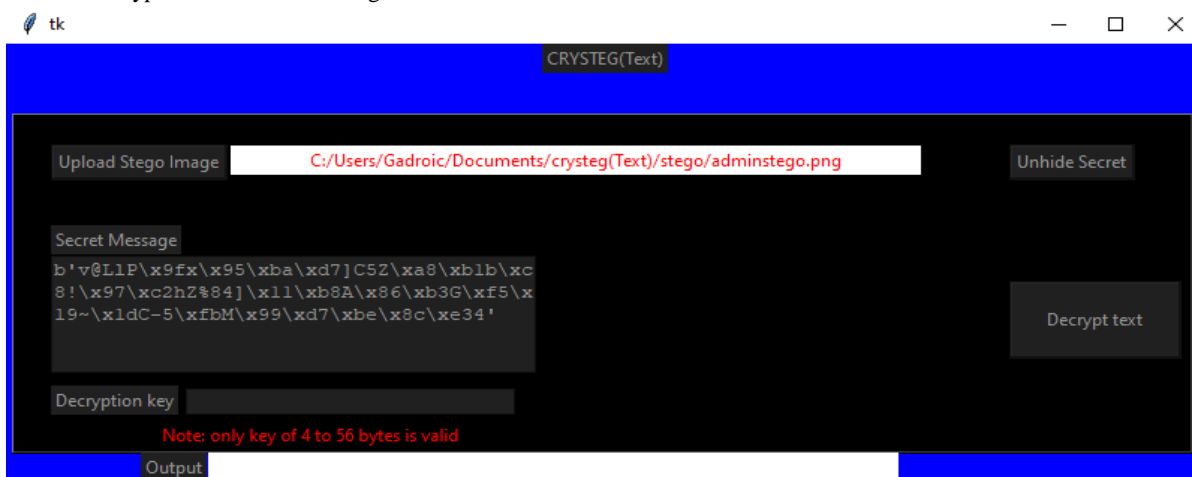 tk
CRYSTEG(Text)
Upload Stego Image C:/Users/Gadroic/Documents/crysteg(Text)/stego/adminstego.png Unhide Secret
Secret Message
b'v@L1P\x9fx\x95\xba\xd7]C5Z\xa8\xb1b\xc
8!\x97\xc2hZ%84]\x11\xb8A\x86\xb3G\xf5\x
19~\x1dC-5\xfbM\x99\xd7\xbe\x8c\xe34'
Decrypt text
Decryption key
Note: only key of 4 to 56 bytes is valid
Output